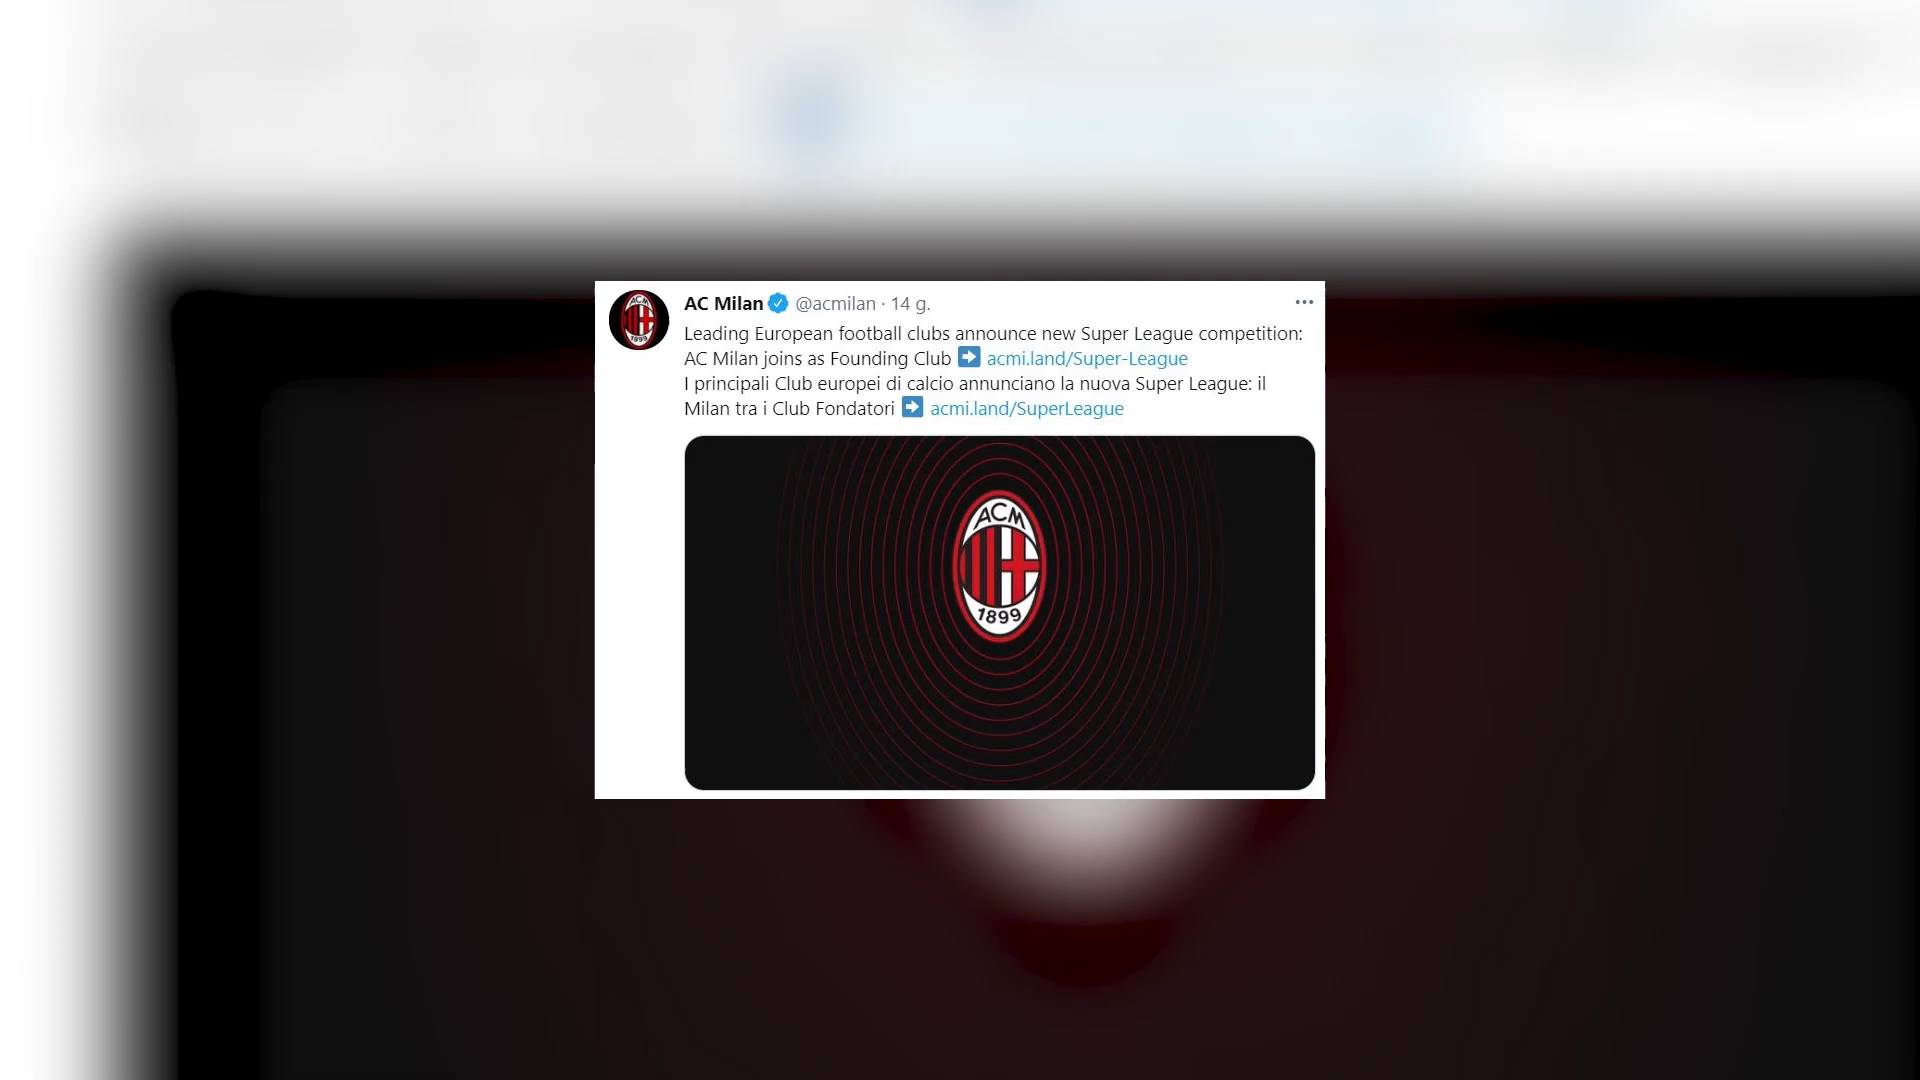 AC Milan @acmilan · 14 g.
Leading European football clubs announce new Super League competition:
AC Milan joins as Founding Club ➡ acmi.land/Super-League
I principali Club europei di calcio annunciano la nuova Super League: il
Milan tra i Club Fondatori ➡ acmi.land/SuperLeague
ACM
1899